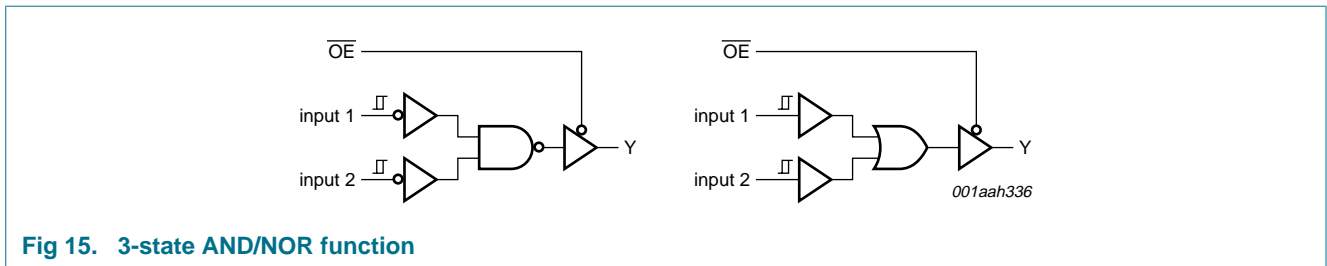 OE OE
input 1 input 1
Y Y
input 2 input 2
001aah336
Fig 15. 3-state AND/NOR function